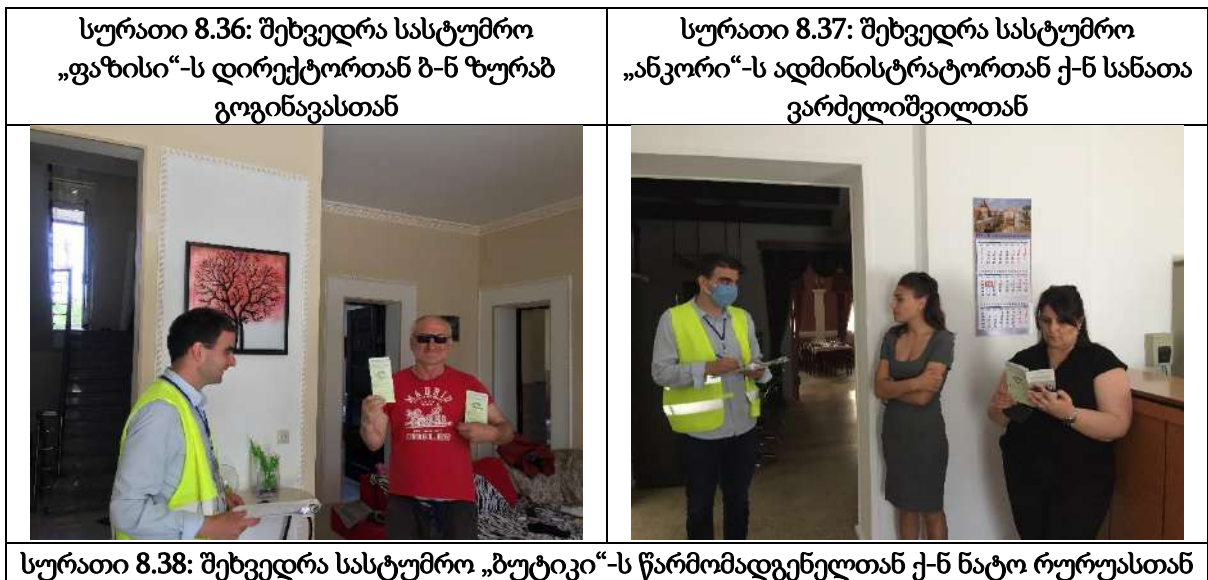 სურათი 8.36: შეხვედრა სასტუმრო
„ფაზისი“-ს დირექტორთან ბ-ნ ზურაბ
გოგინავასთან
სურათი 8.37: შეხვედრა სასტუმრო
„ანკორი“-ს ადმინისტრატორთან ქ-ნ სანათა
ვარძელიშვილთან
MADRID
სურათი 8.38: შეხვედრა სასტუმრო „ბუტიკი“-ს წარმომადგენელთან ქ-ნ ნატო რურუასთან